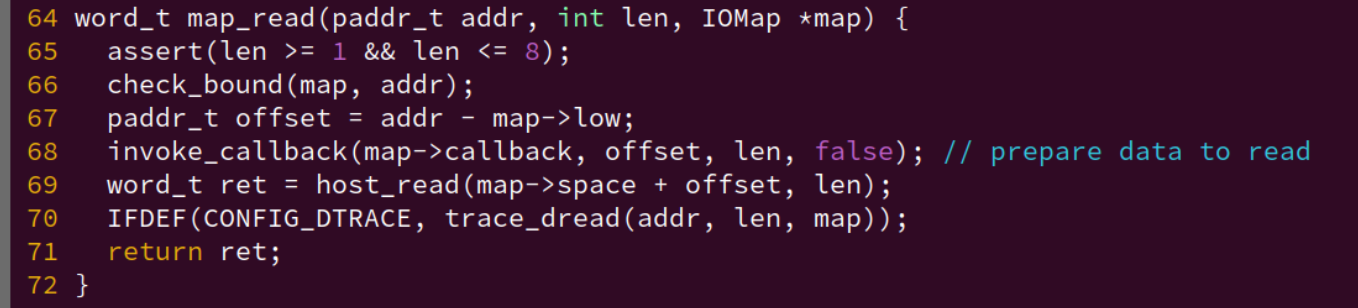 64 word_t map_read(paddr_t addr, int len, IOMap *map) {
65   assert(len >= 1 && len <= 8);
66   check_bound(map, addr);
67   paddr_t offset = addr - map->low;
68   invoke_callback(map->callback, offset, len, false); // prepare data to read
69   word_t ret = host_read(map->space + offset, len);
70   IFDEF(CONFIG_DTRACE, trace_dread(addr, len, map));
71   return ret;
72 }